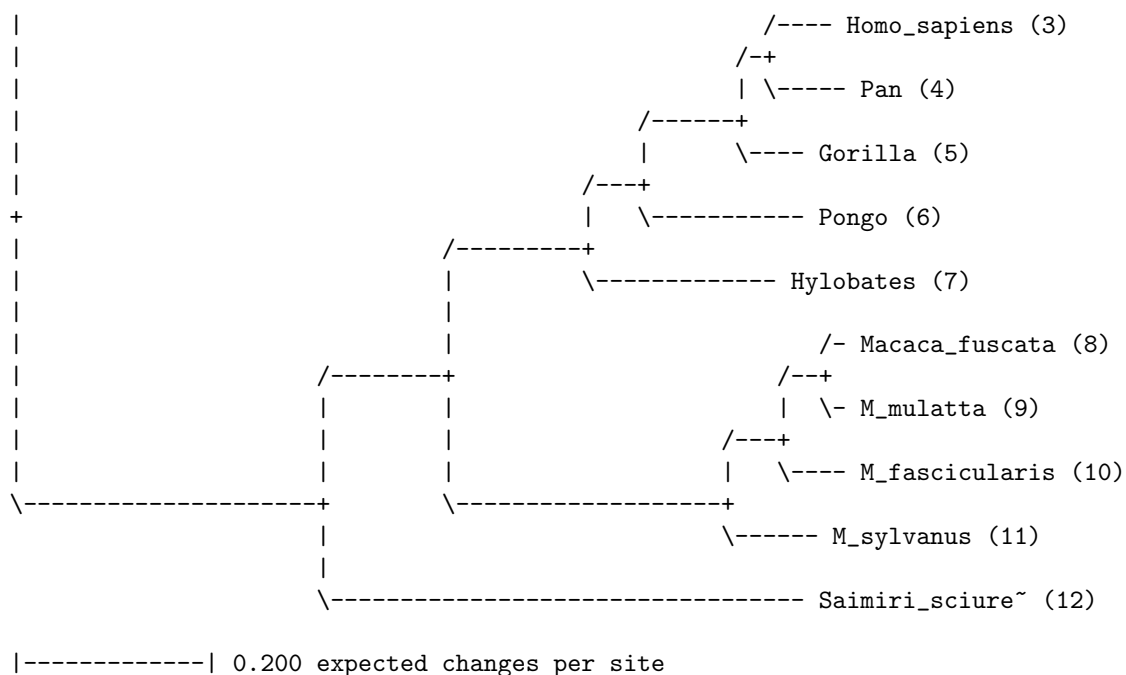 Homo_sapiens (3)
Pan (4)
Gorilla (5)
Pongo (6)
Hylobates (7)
Macaca_fuscata (8)
M_mulatta (9)
M_fascicularis (10)
M_sylvanus (11)
Saimiri_sciure~ (12)
0.200 expected changes per site